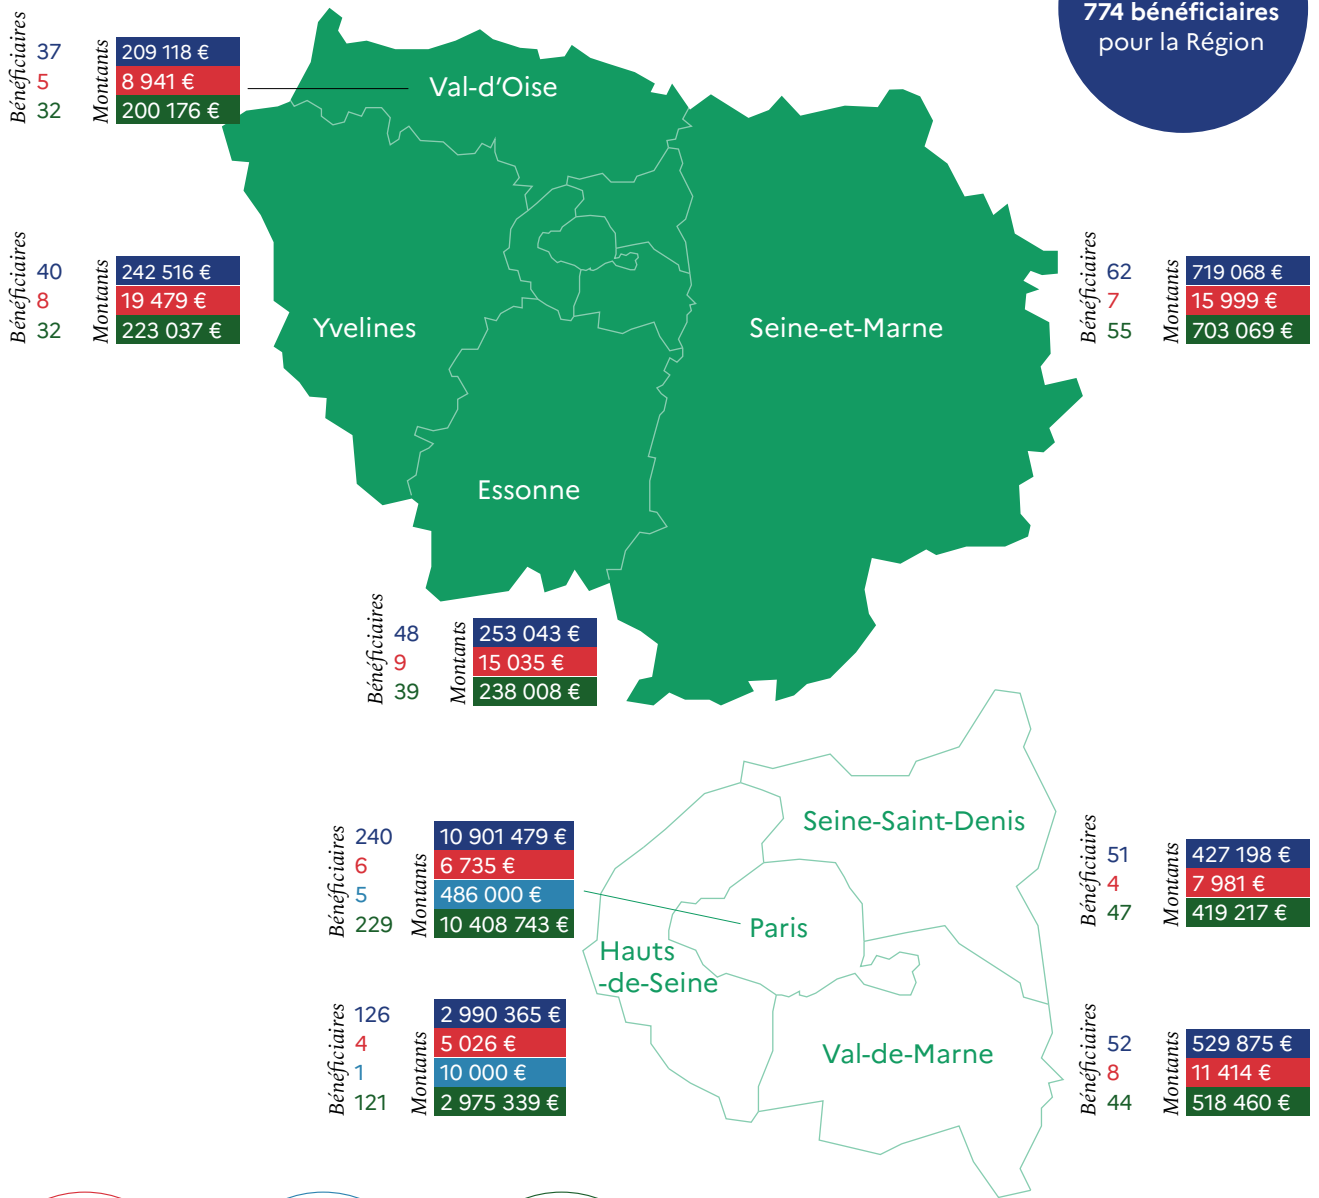 774 bénéficiaires
pour la Région
Bénéficiaires
37
5
32
Montants
209 118 €
8 941 €
200 176 €
Val-d'Oise
Bénéficiaires
40
8
32
Montants
242 516 €
19 479 €
223 037 €
Yvelines
Seine-et-Marne
Bénéficiaires
62
7
55
Montants
719 068 €
15 999 €
703 069 €
Essonne
Bénéficiaires
48
9
39
Montants
253 043 €
15 035 €
238 008 €
Bénéficiaires
240
6
5
229
Montants
10 901 479 €
6 735 €
486 000 €
10 408 743 €
Paris
Seine-Saint-Denis
Bénéficiaires
51
4
47
Montants
427 198 €
7 981 €
419 217 €
Hauts
-de-Seine
Bénéficiaires
126
4
1
121
Montants
2 990 365 €
5 026 €
10 000 €
2 975 339 €
Val-de-Marne
Bénéficiaires
52
8
44
Montants
529 875 €
11 414 €
518 460 €